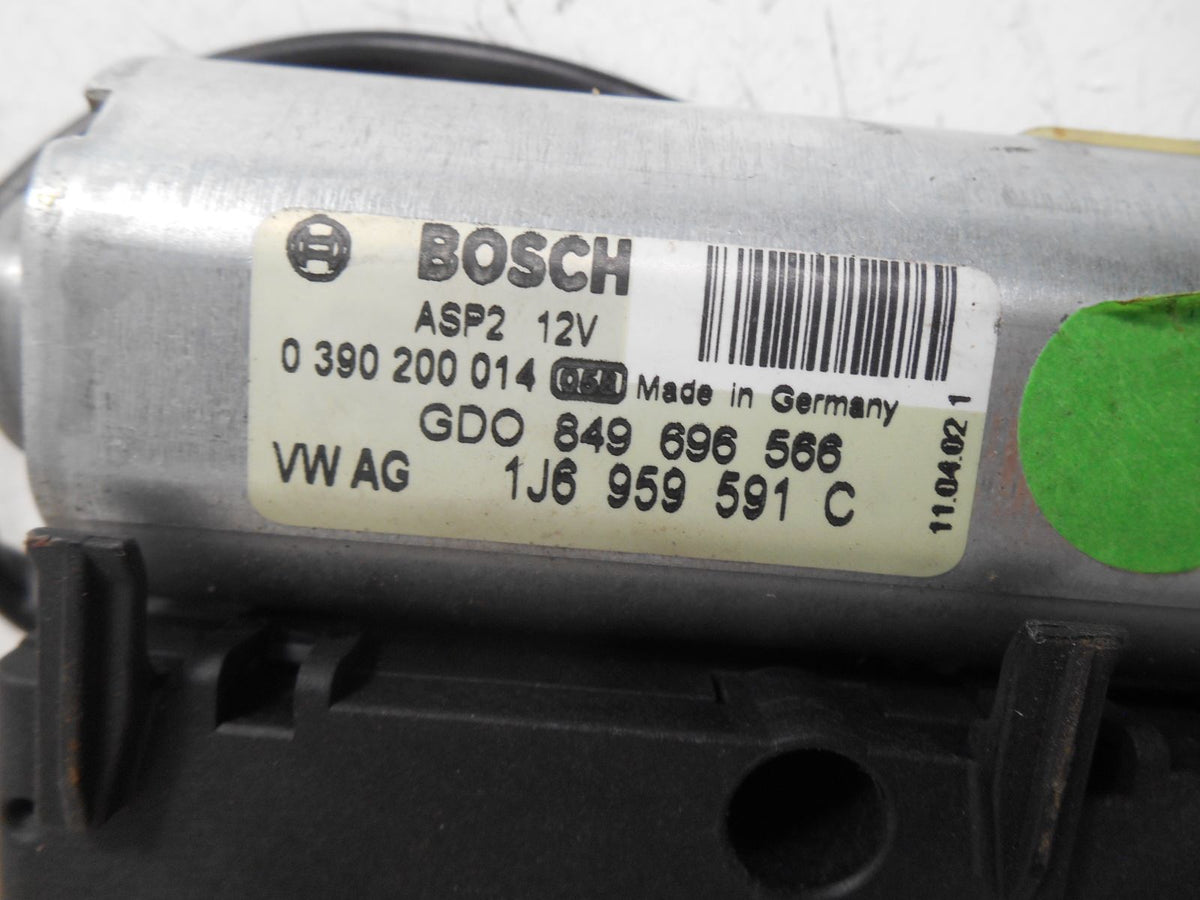 BOSCH
ASP2 12V
0 390 200 014 Made in Germany
GDO 849 696 566
VW AG 1J6 959 591 C
11.04.02 1